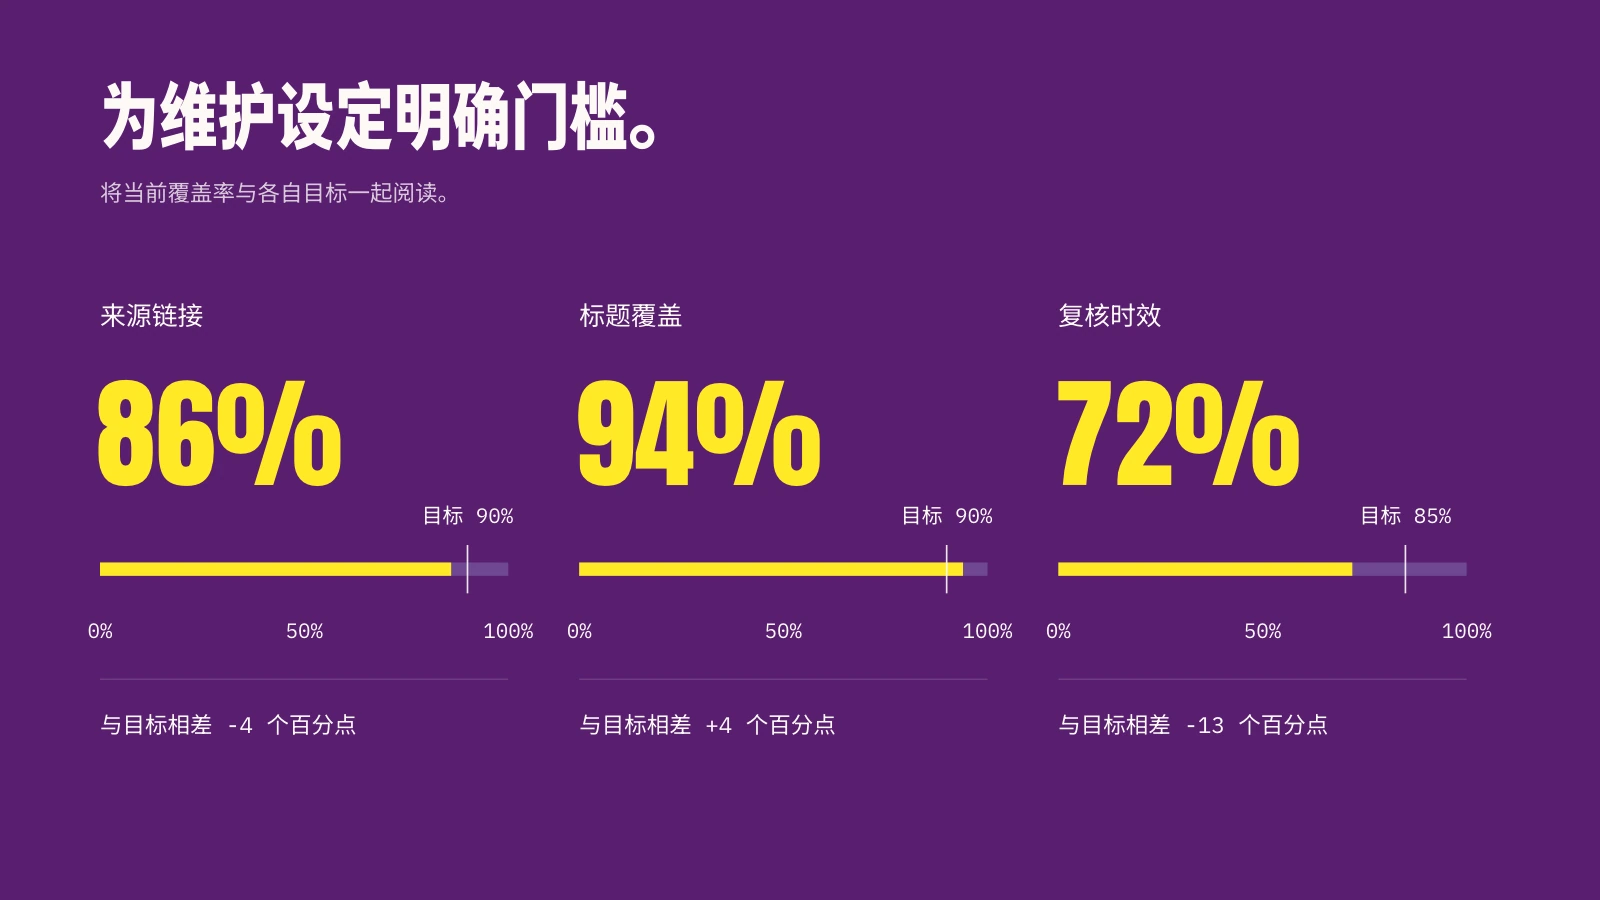 为维护设定明确门槛。
将当前覆盖率与各自目标一起阅读。
来源链接
86%
目标 90%
0% 50% 100%
与目标相差 -4 个百分点
标题覆盖
94%
目标 90%
0% 50% 100%
与目标相差 +4 个百分点
复核时效
72%
目标 85%
0% 50% 100%
与目标相差 -13 个百分点